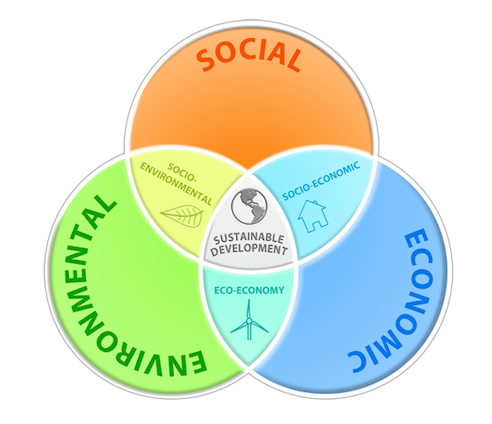 SOCIAL
SOCIO-
ENVIRONMENTAL
SOCIO-ECONOMIC
SUSTAINABLE
DEVELOPMENT
ENVIRONMENTAL
ECONOMIC
ECO-ECONOMY